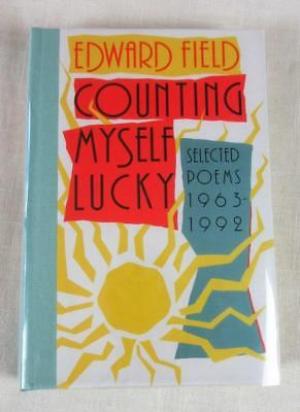 EDWARD FIELD
COUNTING
MYSELF
LUCKY
SELECTED
POEMS
1963-
1992